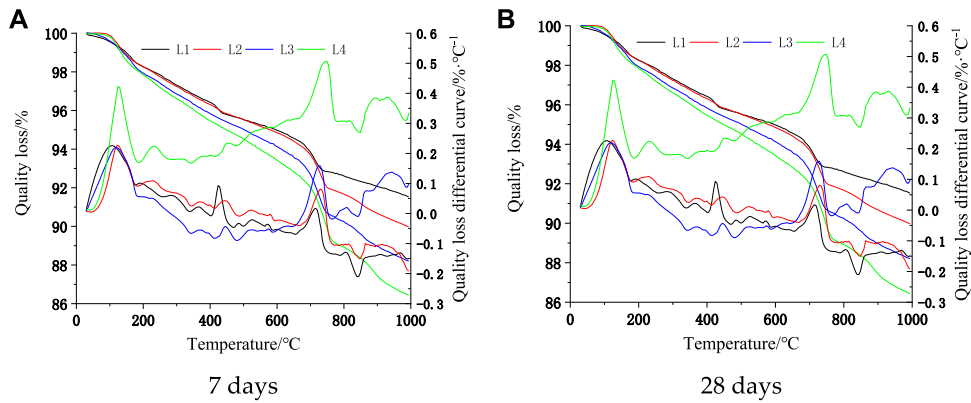 A
L1 L2 L3 L4
Quality loss/%
100
98
96
94
92
90
88
86
0.6
0.5
0.4
0.3
0.2
0.1
0.0
-0.1
-0.2
-0.3
Quality loss differential curve/%·°C⁻¹
0 200 400 600 800 1000
Temperature/°C
7 days
B
L1 L2 L3 L4
Quality loss/%
100
98
96
94
92
90
88
86
0.6
0.5
0.4
0.3
0.2
0.1
0.0
-0.1
-0.2
-0.3
Quality loss differential curve/%·°C⁻¹
0 200 400 600 800 1000
Temperature/°C
28 days